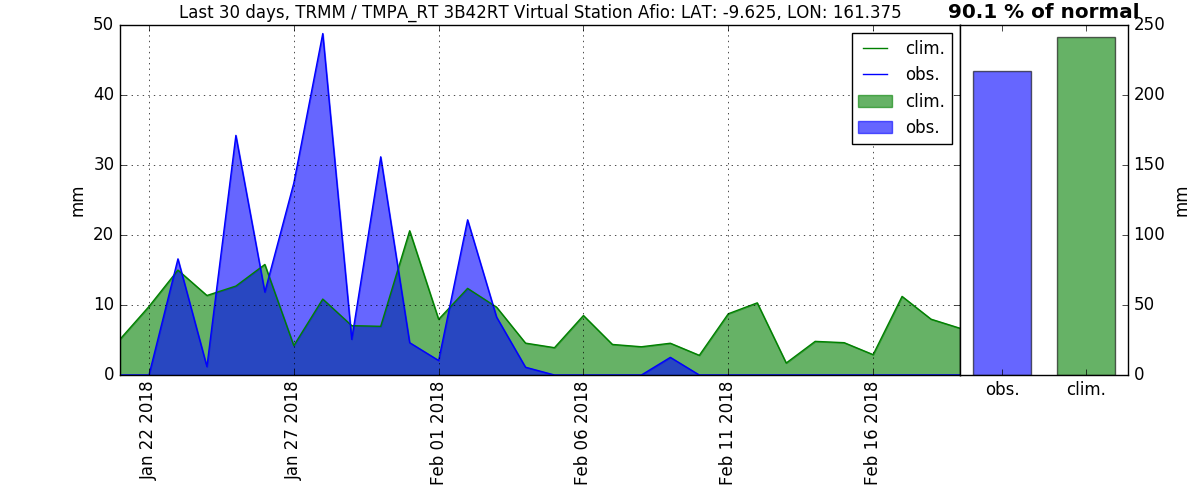 Last 30 days, TRMM / TMPA_RT 3B42RT Virtual Station Afio: LAT: -9.625, LON: 161.375
90.1 % of normal
50
40
30
20
10
0
mm
clim.
obs.
clim.
obs.
Jan 22 2018
Jan 27 2018
Feb 01 2018
Feb 06 2018
Feb 11 2018
Feb 16 2018
250
200
150
100
50
0
mm
obs.
clim.